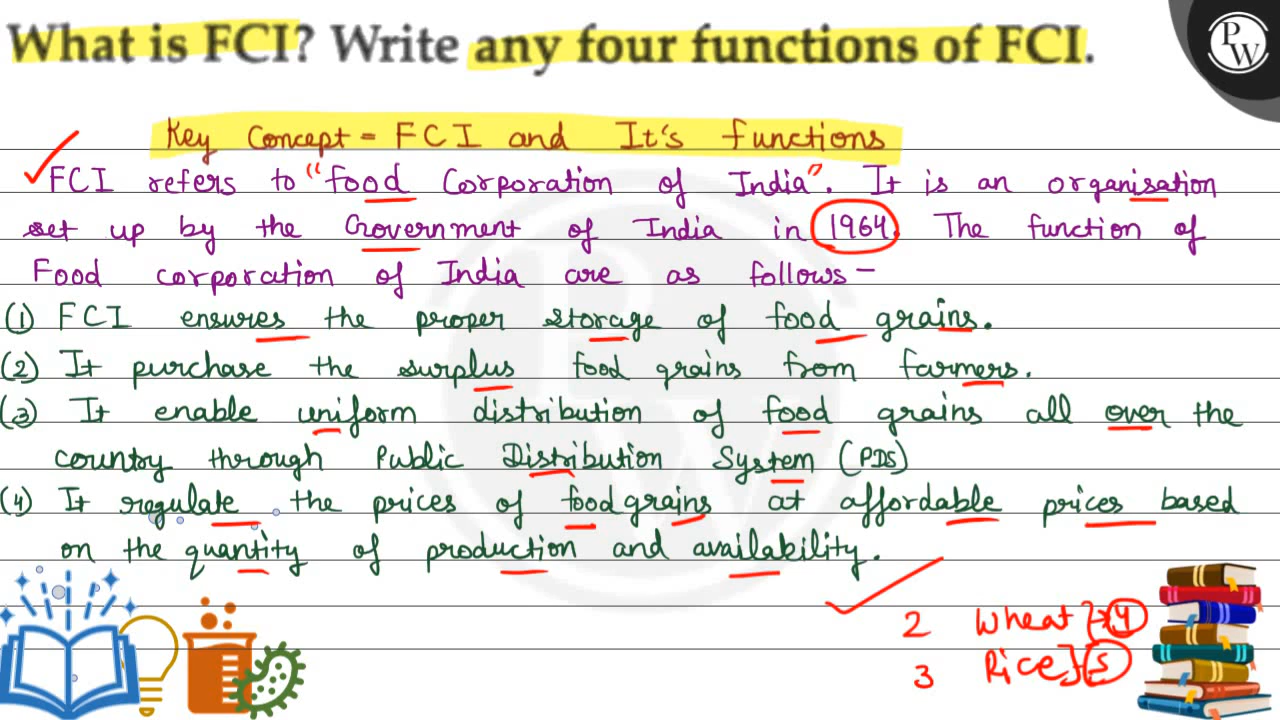 What is FCI? Write any four functions of FCI.
PW
Key Concept = FCI and It's functions
FCI refers to "food Corporation of India". It is an organisation
set up by the Government of India in 1964. The function of
Food corporation of India are as follows-
(1) FCI ensures the proper storage of food grains.
(2) It purchase the surplus food grains from farmers.
(3) It enable uniform distribution of food grains all over the
country through Public Distribution System (PDS)
(4) It regulate the prices of foodgrains at affordable prices based
on the quantity of production and availability.
2 Wheat }→ 4
3 Rice } 5